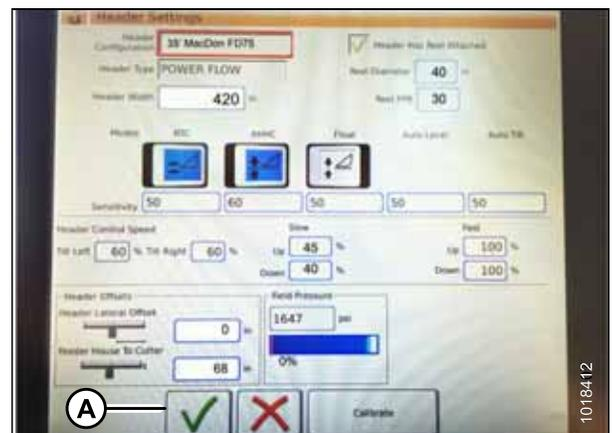 Header Settings
Header Configuration 35' MacDon FD75 Header Has Reel Attached
Header Type POWER FLOW Reel Diameter 40 in
Header Width 420 in Reel PPR 30
Modes RTC AHHC Float Auto Level Auto Tilt
Sensitivity 50 60 50 50 50
Header Control Speed Slow Fast
Tilt Left 60 % Tilt Right 60 % Up 45 % Up 100 %
Down 40 % Down 100 %
Header Offsets Field Pressure
Header Lateral Offset 0 in 1647 psi
Header House To Cutter 68 in 0%
A Calibrate
1018412